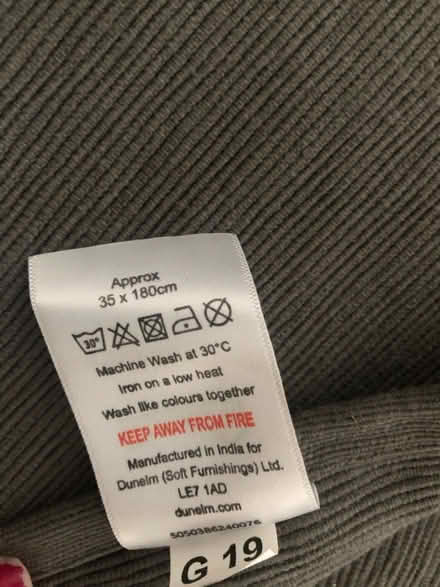 Approx
35 x 180cm
30°
Machine Wash at 30°C
Iron on a low heat
Wash like colours together
KEEP AWAY FROM FIRE
Manufactured in India for
Dunelm (Soft Furnishings) Ltd.
LE7 1AD
dunelm.com
5050386240076
G 19